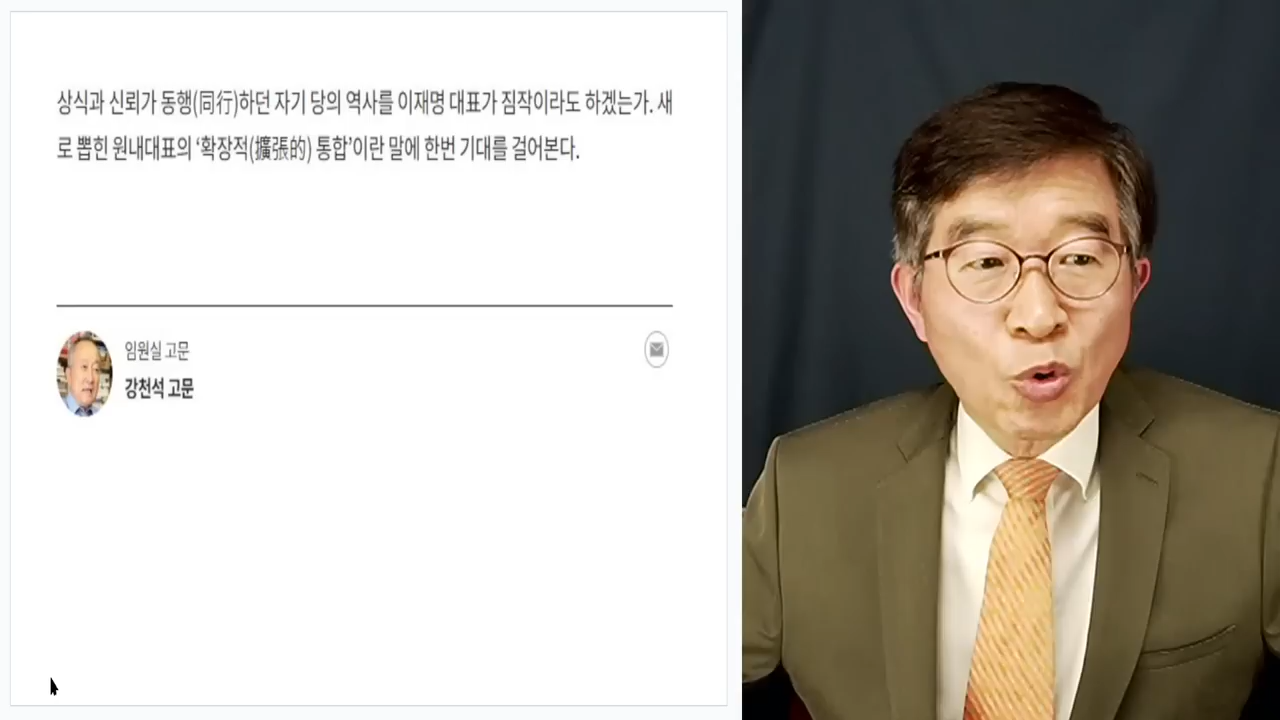 상식과 신뢰가 동행(同行)하던 자기 당의 역사를 이재명 대표가 짐작이라도 하겠는가. 새
로 뽑힌 원내대표의 ‘확장적(擴張的) 통합’이란 말에 한번 기대를 걸어본다.
임원실 고문
강천석 고문